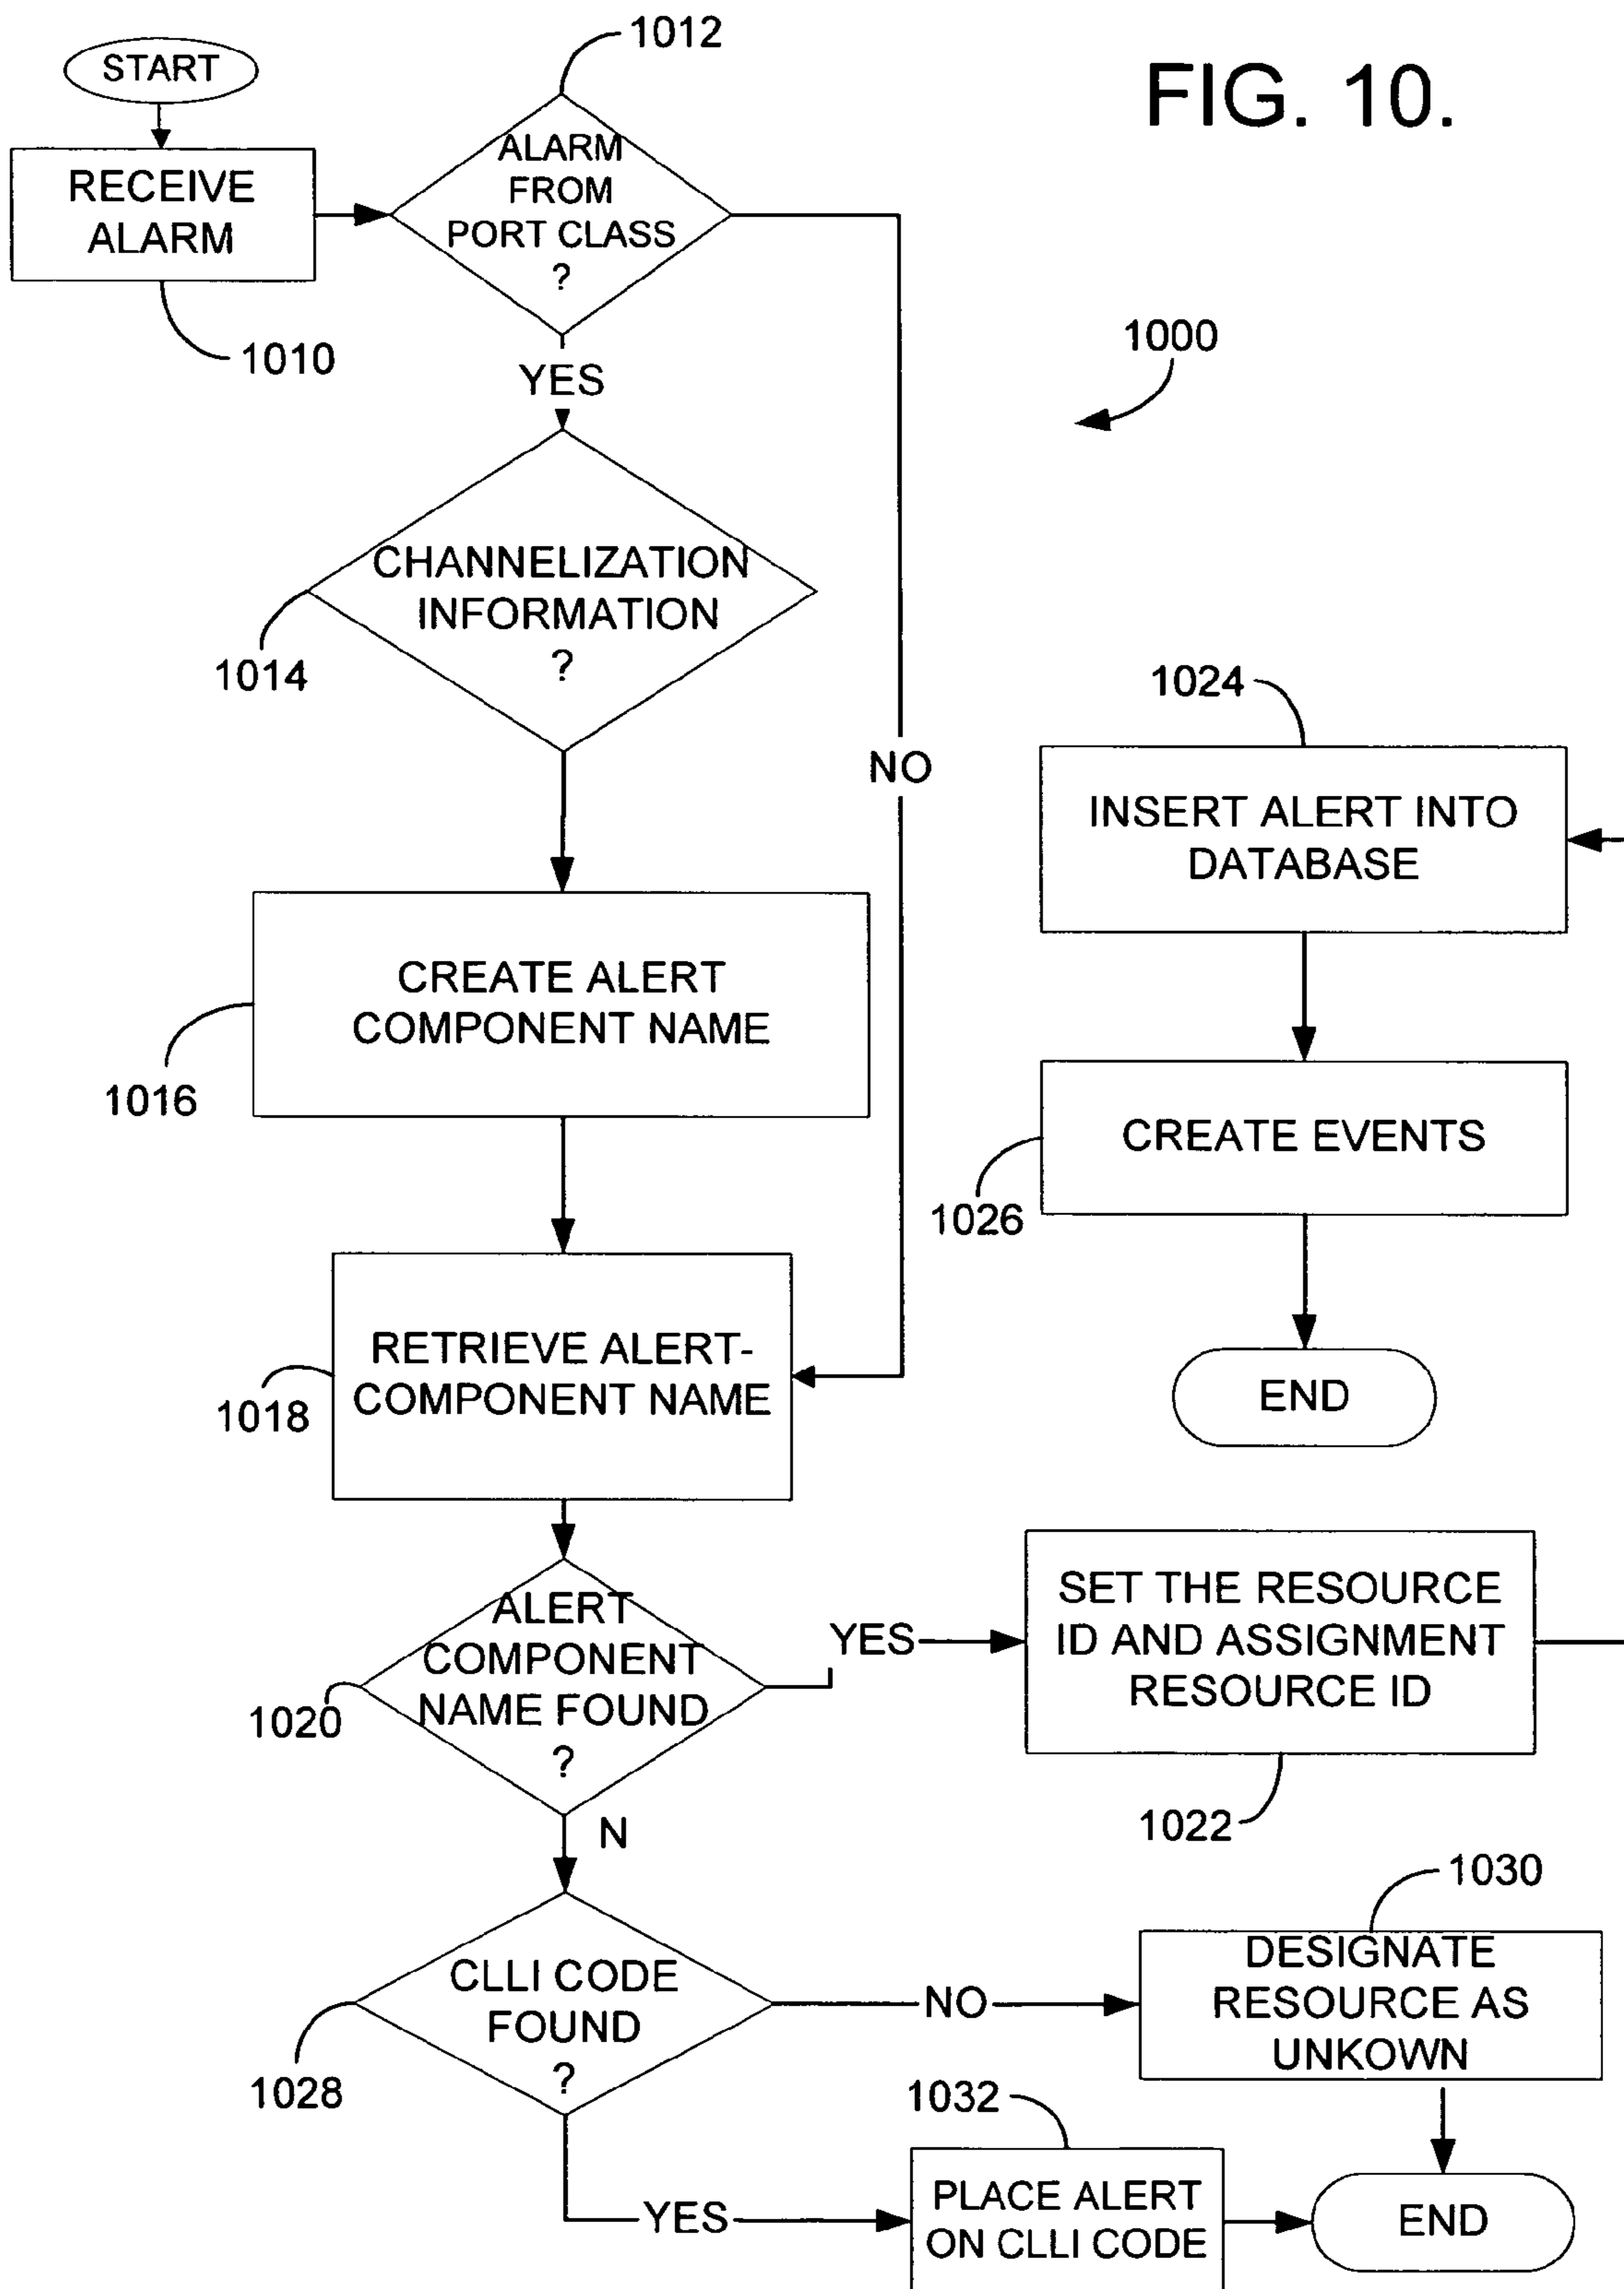 FIG. 10.
START
1012
RECEIVE
ALARM
1010
ALARM
FROM
PORT CLASS
?
YES
NO
1000
CHANNELIZATION
INFORMATION
?
1014
CREATE ALERT
COMPONENT NAME
1016
RETRIEVE ALERT-
COMPONENT NAME
1018
ALERT
COMPONENT
NAME FOUND
?
1020
YES
SET THE RESOURCE
ID AND ASSIGNMENT
RESOURCE ID
1022
1024
INSERT ALERT INTO
DATABASE
CREATE EVENTS
1026
END
N
CLLI CODE
FOUND
?
1028
NO
1030
DESIGNATE
RESOURCE AS
UNKOWN
YES
1032
PLACE ALERT
ON CLLI CODE
END